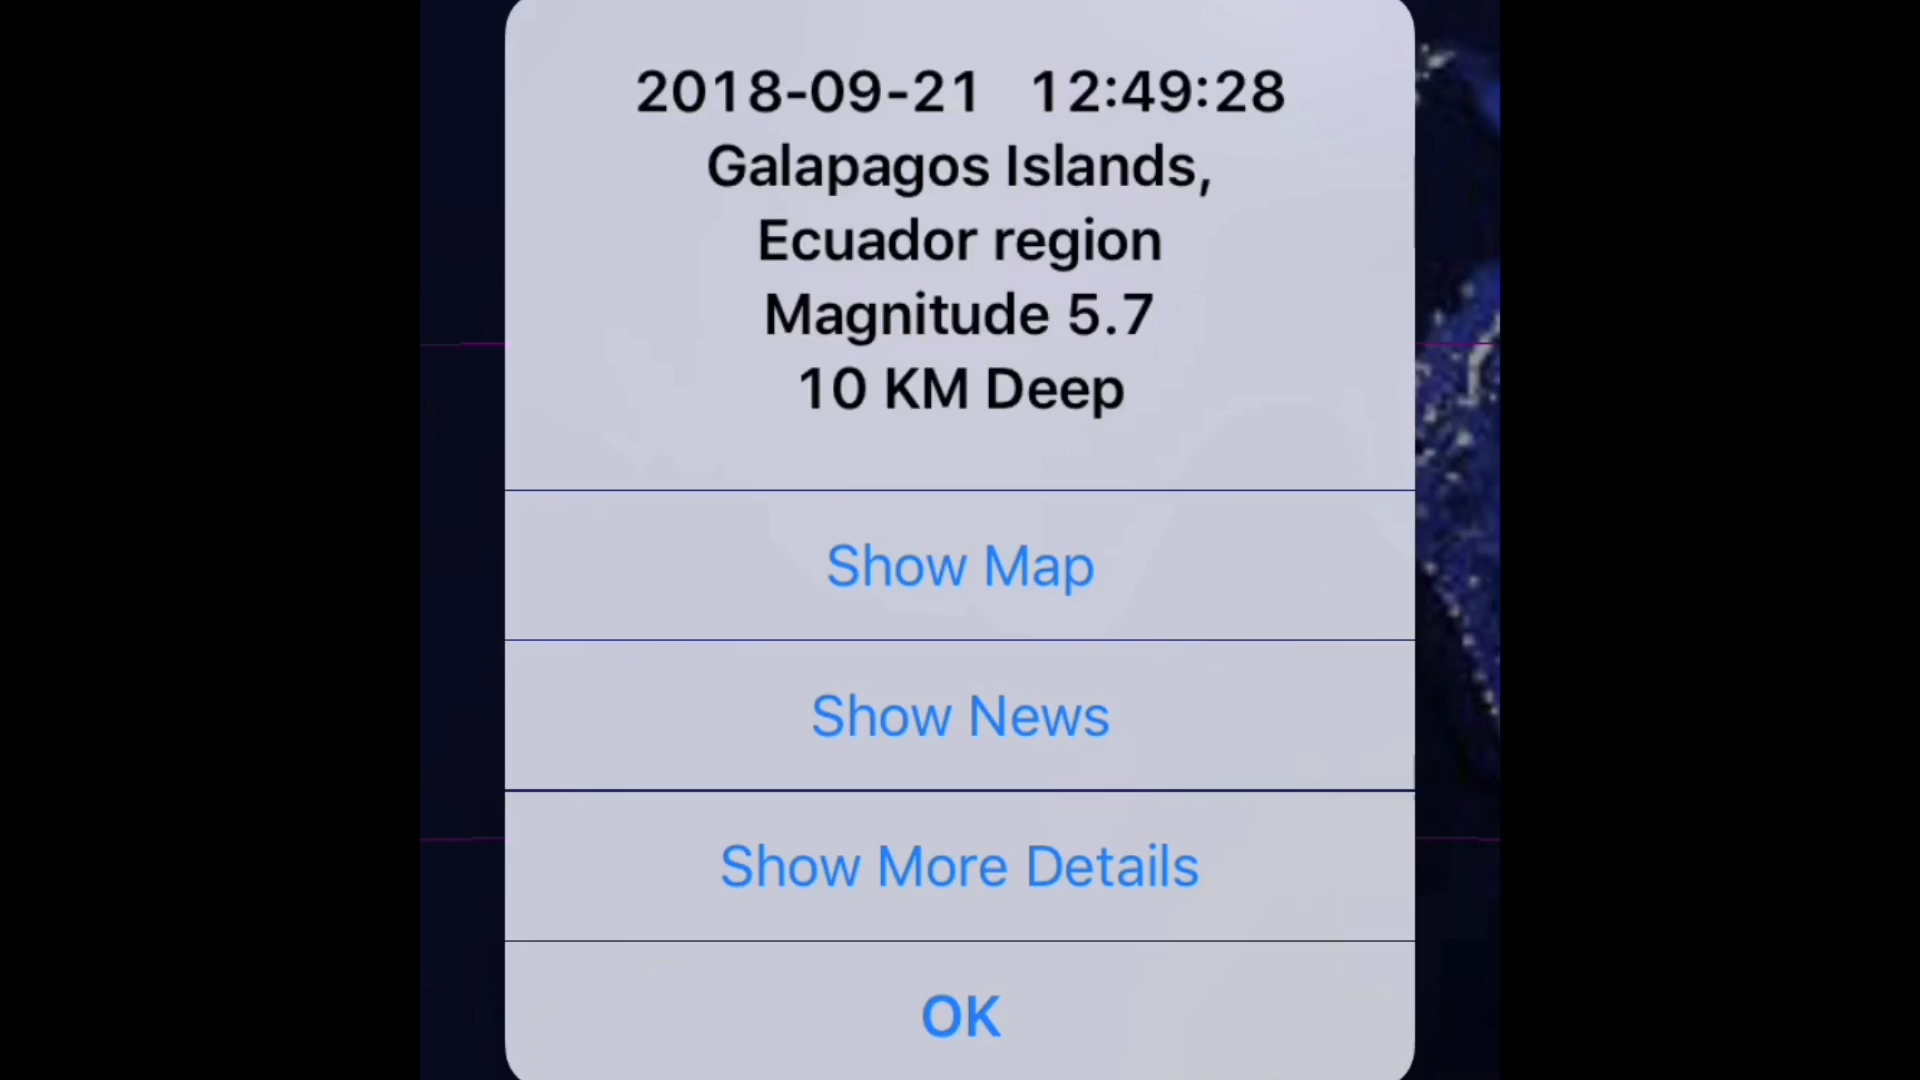 2018-09-21 12:49:28
Galapagos Islands,
Ecuador region
Magnitude 5.7
10 KM Deep
Show Map
Show News
Show More Details
OK